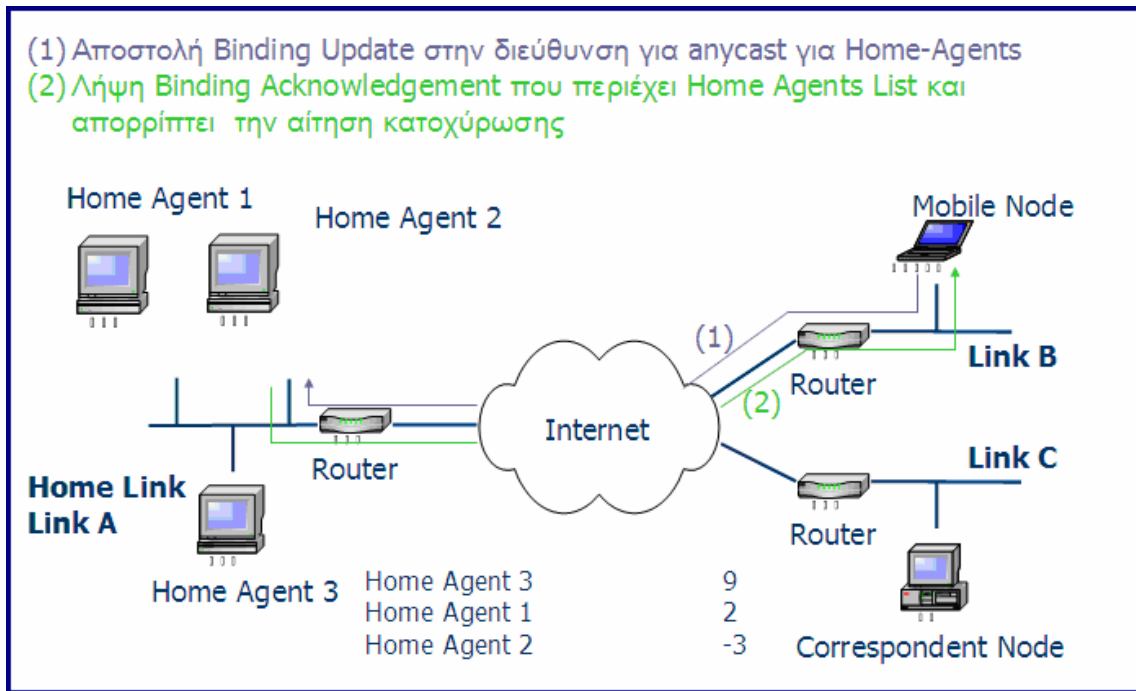 (1) Αποστολή Binding Update στην διεύθυνση για anycast για Home-Agents
(2) Λήψη Binding Acknowledgement που περιέχει Home Agents List και
απορρίπτει την αίτηση κατοχύρωσης
Home Agent 1
Home Agent 2
Mobile Node
(1)
Link B
Router
(2)
Internet
Router
Link C
Home Link
Link A
Router
Home Agent 3
Home Agent 3 9
Home Agent 1 2
Home Agent 2 -3
Correspondent Node